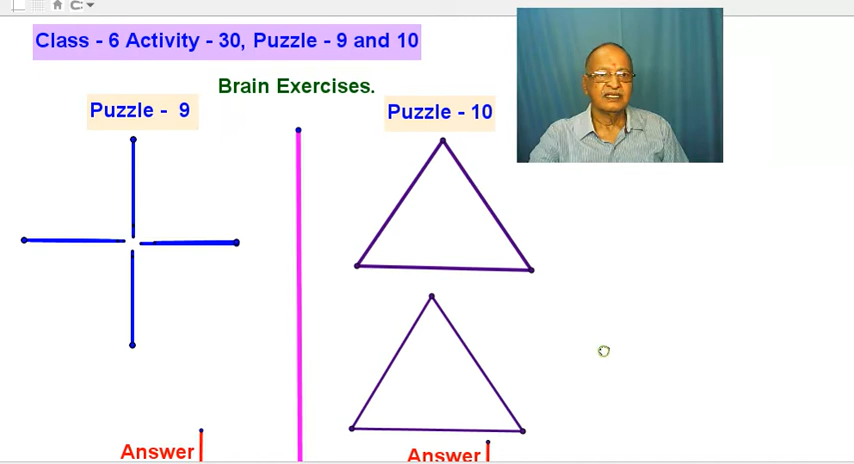 Class - 6 Activity - 30, Puzzle - 9 and 10
Brain Exercises.
Puzzle - 9
Puzzle - 10
Answer
Answer